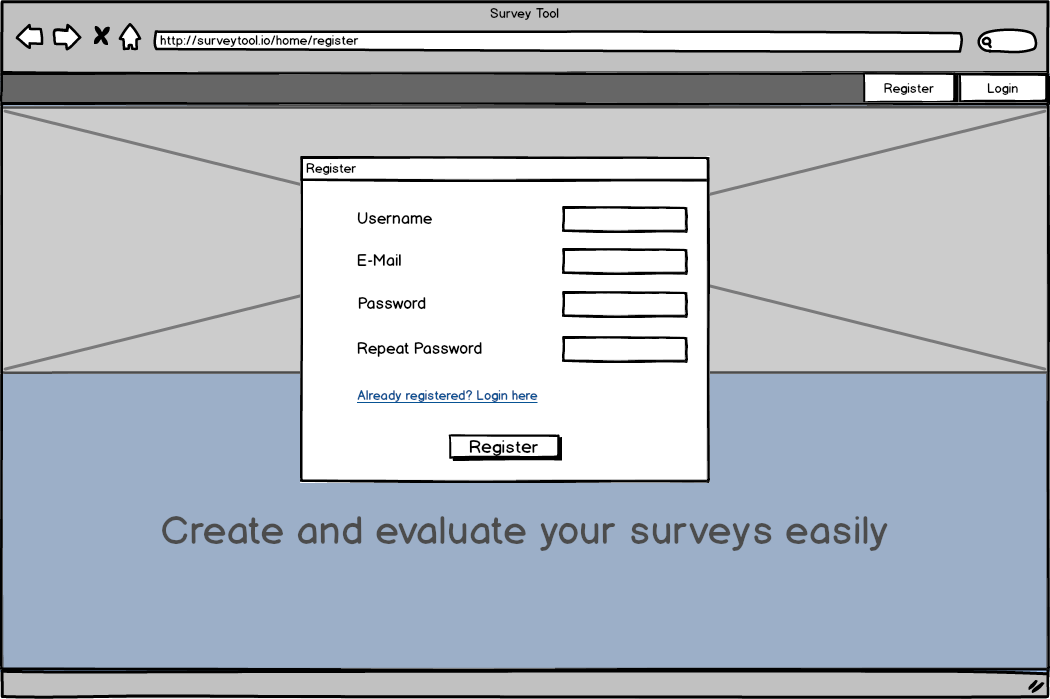 Survey Tool
http://surveytool.io/home/register
Register
Login
Register
Username
E-Mail
Password
Repeat Password
Already registered? Login here
Register
Create and evaluate your surveys easily